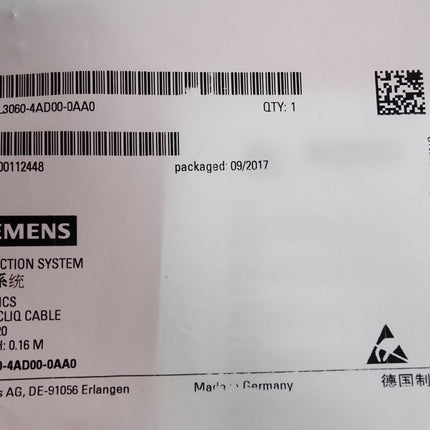 L3060-4AD00-0AA0 QTY: 1
00112448 packaged: 09/2017
EMENS
CTION SYSTEM
系统
ICS
CLIQ CABLE
20
H: 0.16 M
0-4AD00-0AA0
s AG, DE-91056 Erlangen Made in Germany 德国制